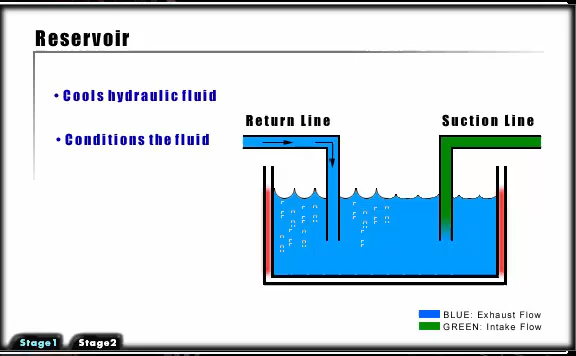 Reservoir
• Cools hydraulic fluid
• Conditions the fluid
Return Line
Suction Line
BLUE: Exhaust Flow
GREEN: Intake Flow
Stage1
Stage2